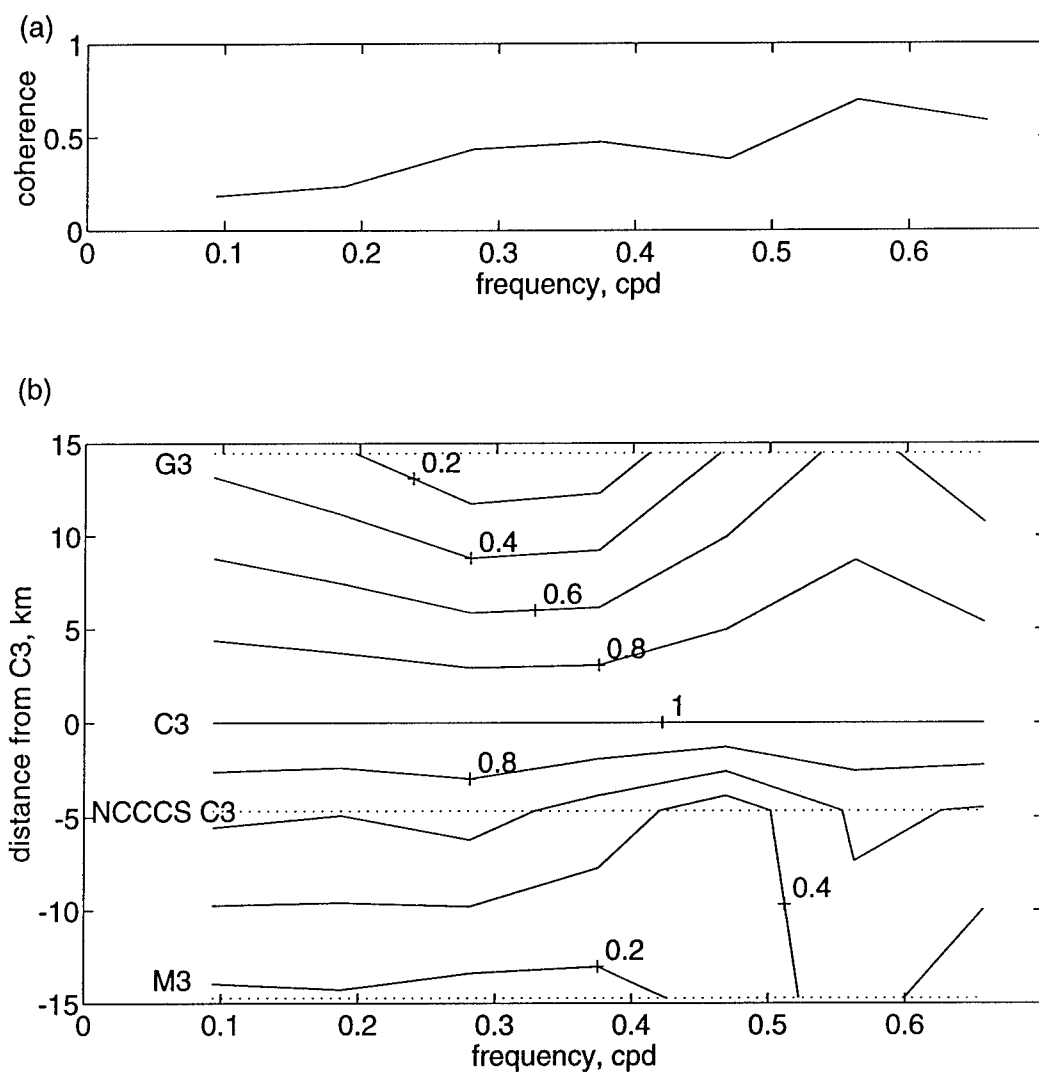 (a)
1
0.5
0
coherence
0 0.1 0.2 0.3 0.4 0.5 0.6
frequency, cpd
(b)
15
10
5
0
-5
-10
-15
distance from C3, km
G3
0.2
0.4
0.6
0.8
C3
1
0.8
NCCCS C3
0.4
0.2
M3
0 0.1 0.2 0.3 0.4 0.5 0.6
frequency, cpd